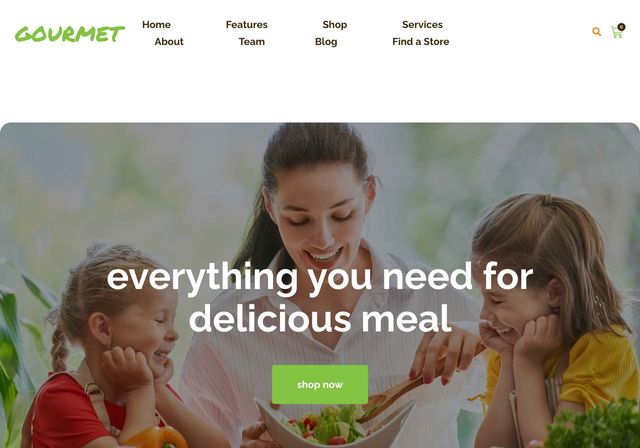 GOURMET
Home Features Shop Services
About Team Blog Find a Store
0
everything you need for
delicious meal
shop now